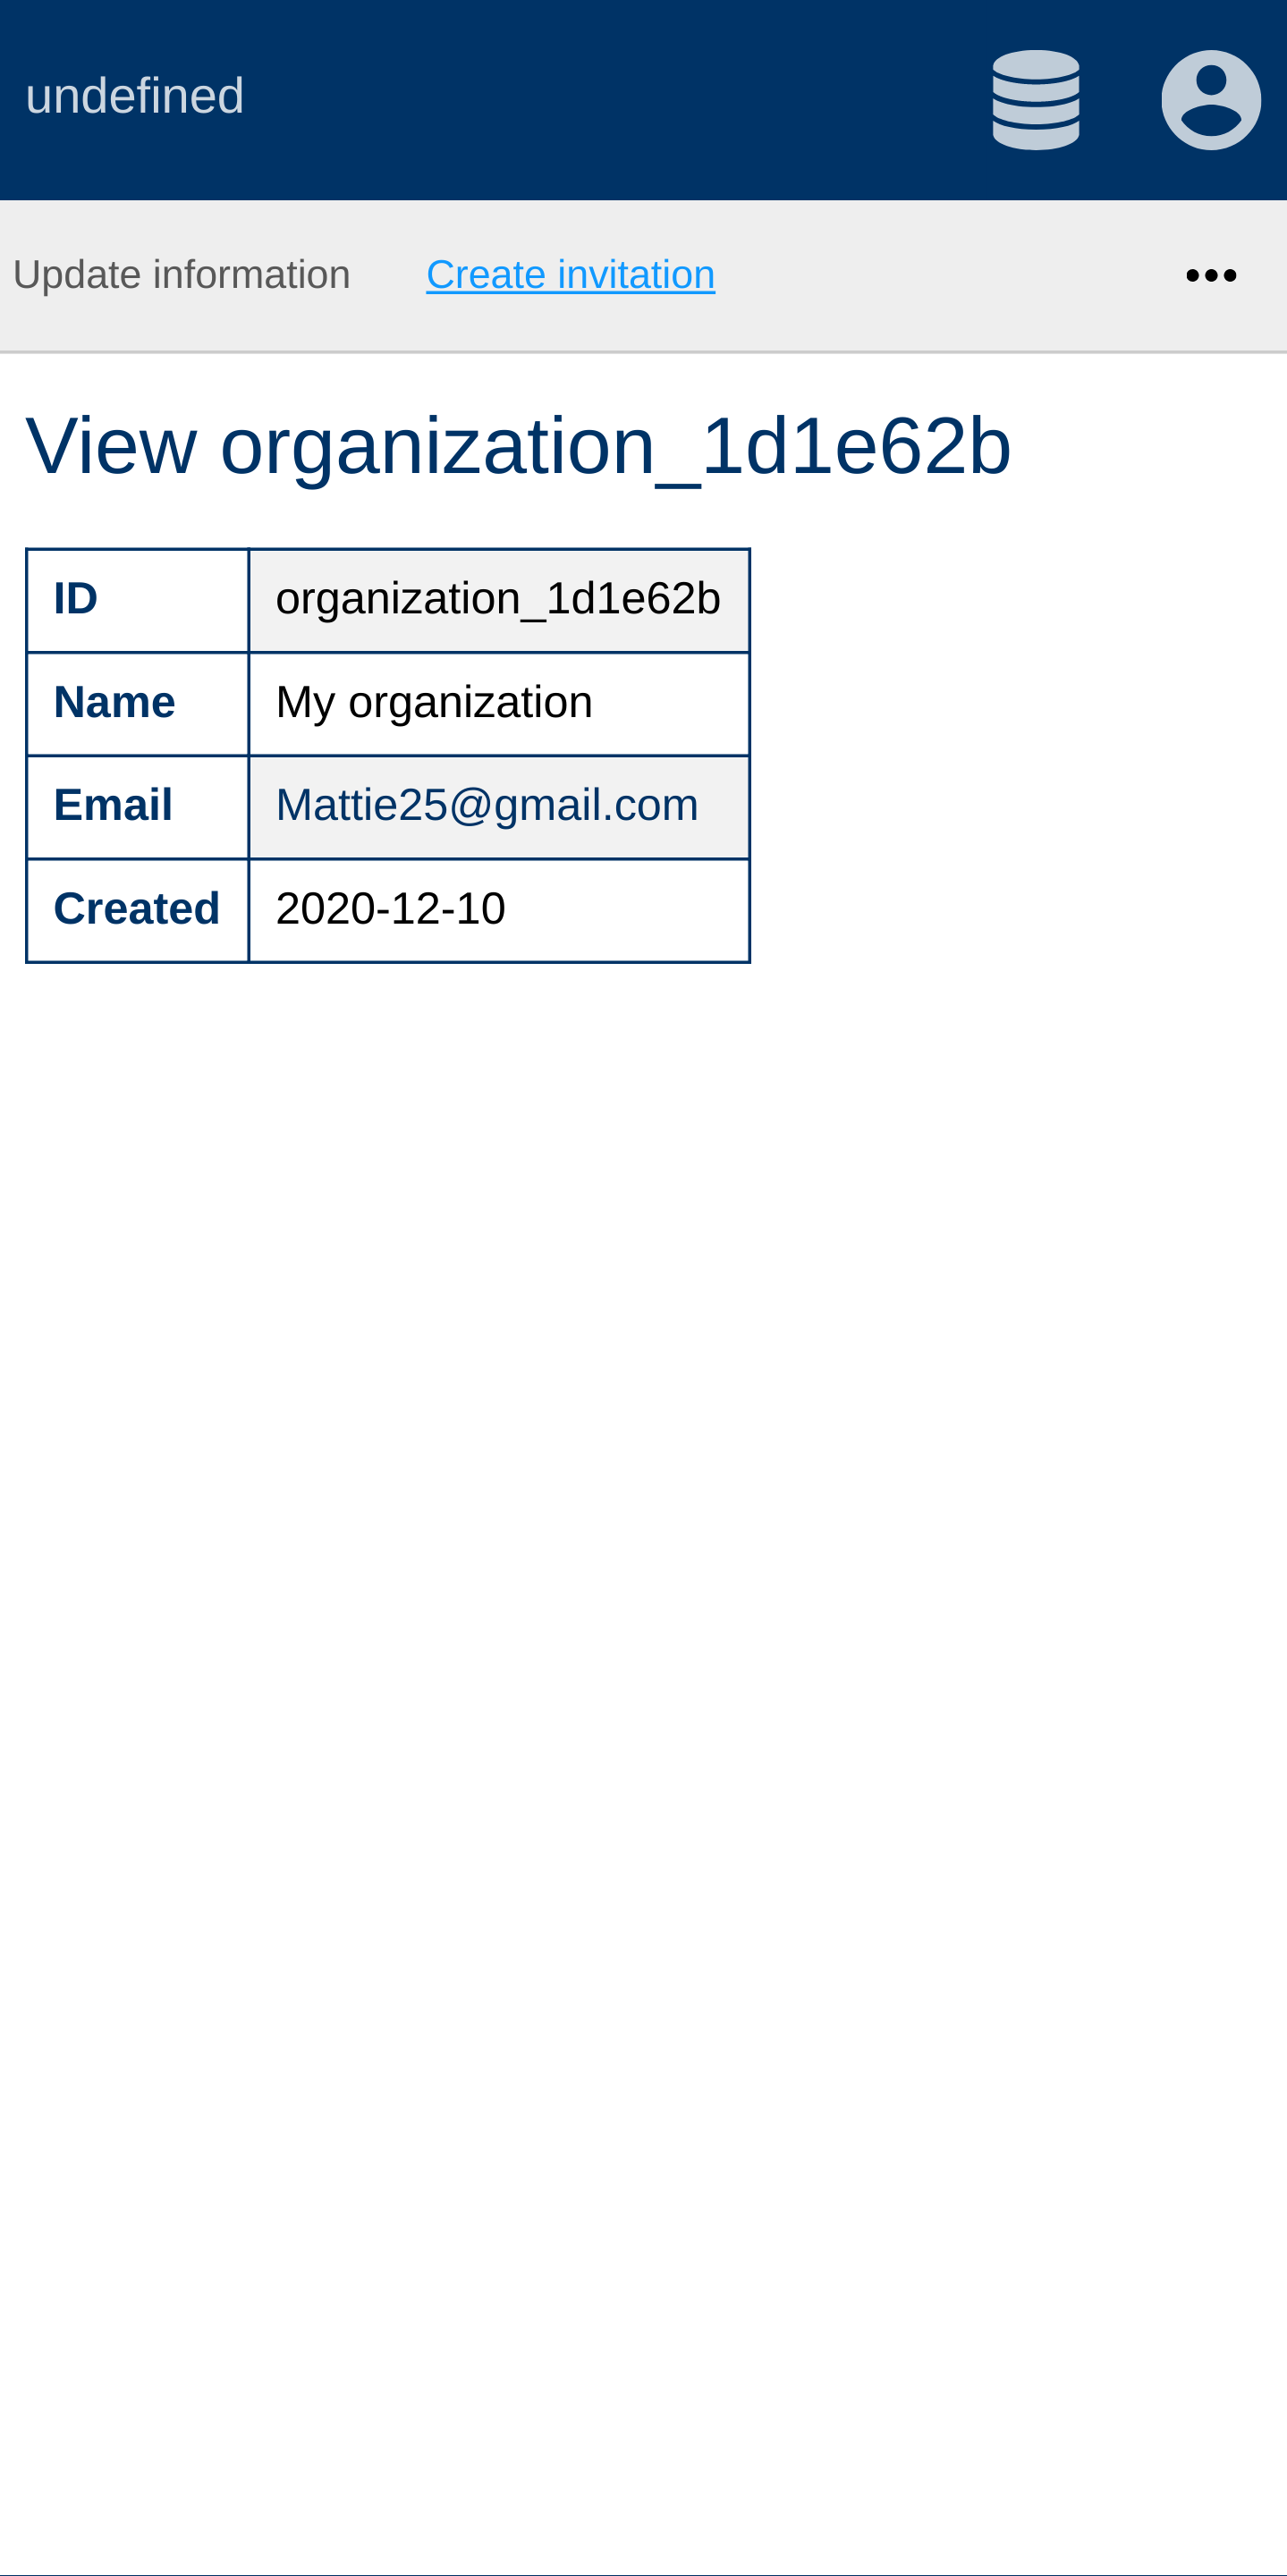 undefined
Update information Create invitation
View organization_1d1e62b
ID organization_1d1e62b
Name My organization
Email Mattie25@gmail.com
Created 2020-12-10